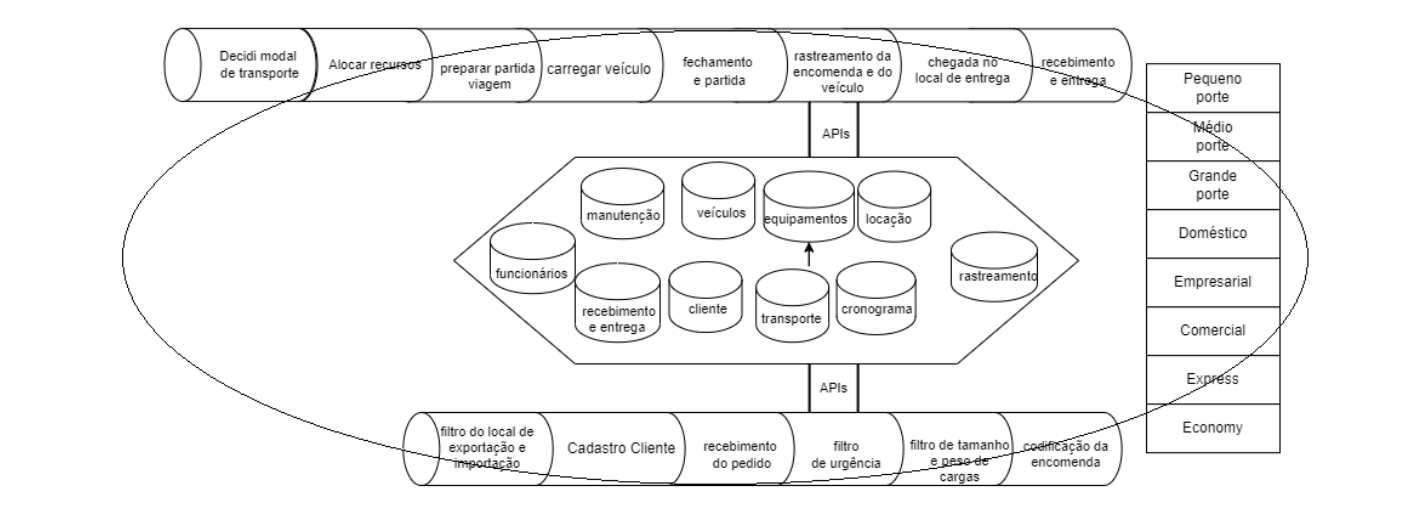 Decidi modal
de transporte
Alocar recursos
preparar partida
viagem
carregar veículo
fechamento
e partida
rastreamento da
encomenda e do
veículo
chegada no
local de entrega
recebimento
e entrega
APIs
manutenção
veículos
equipamentos
locação
funcionários
recebimento
e entrega
cliente
transporte
cronograma
rastreamento
APIs
filtro do local de
exportação e
importação
Cadastro Cliente
recebimento
do pedido
filtro
de urgência
filtro de tamanho
e peso de
cargas
codificação da
encomenda
Pequeno
porte
Médio
porte
Grande
porte
Doméstico
Empresarial
Comercial
Express
Economy